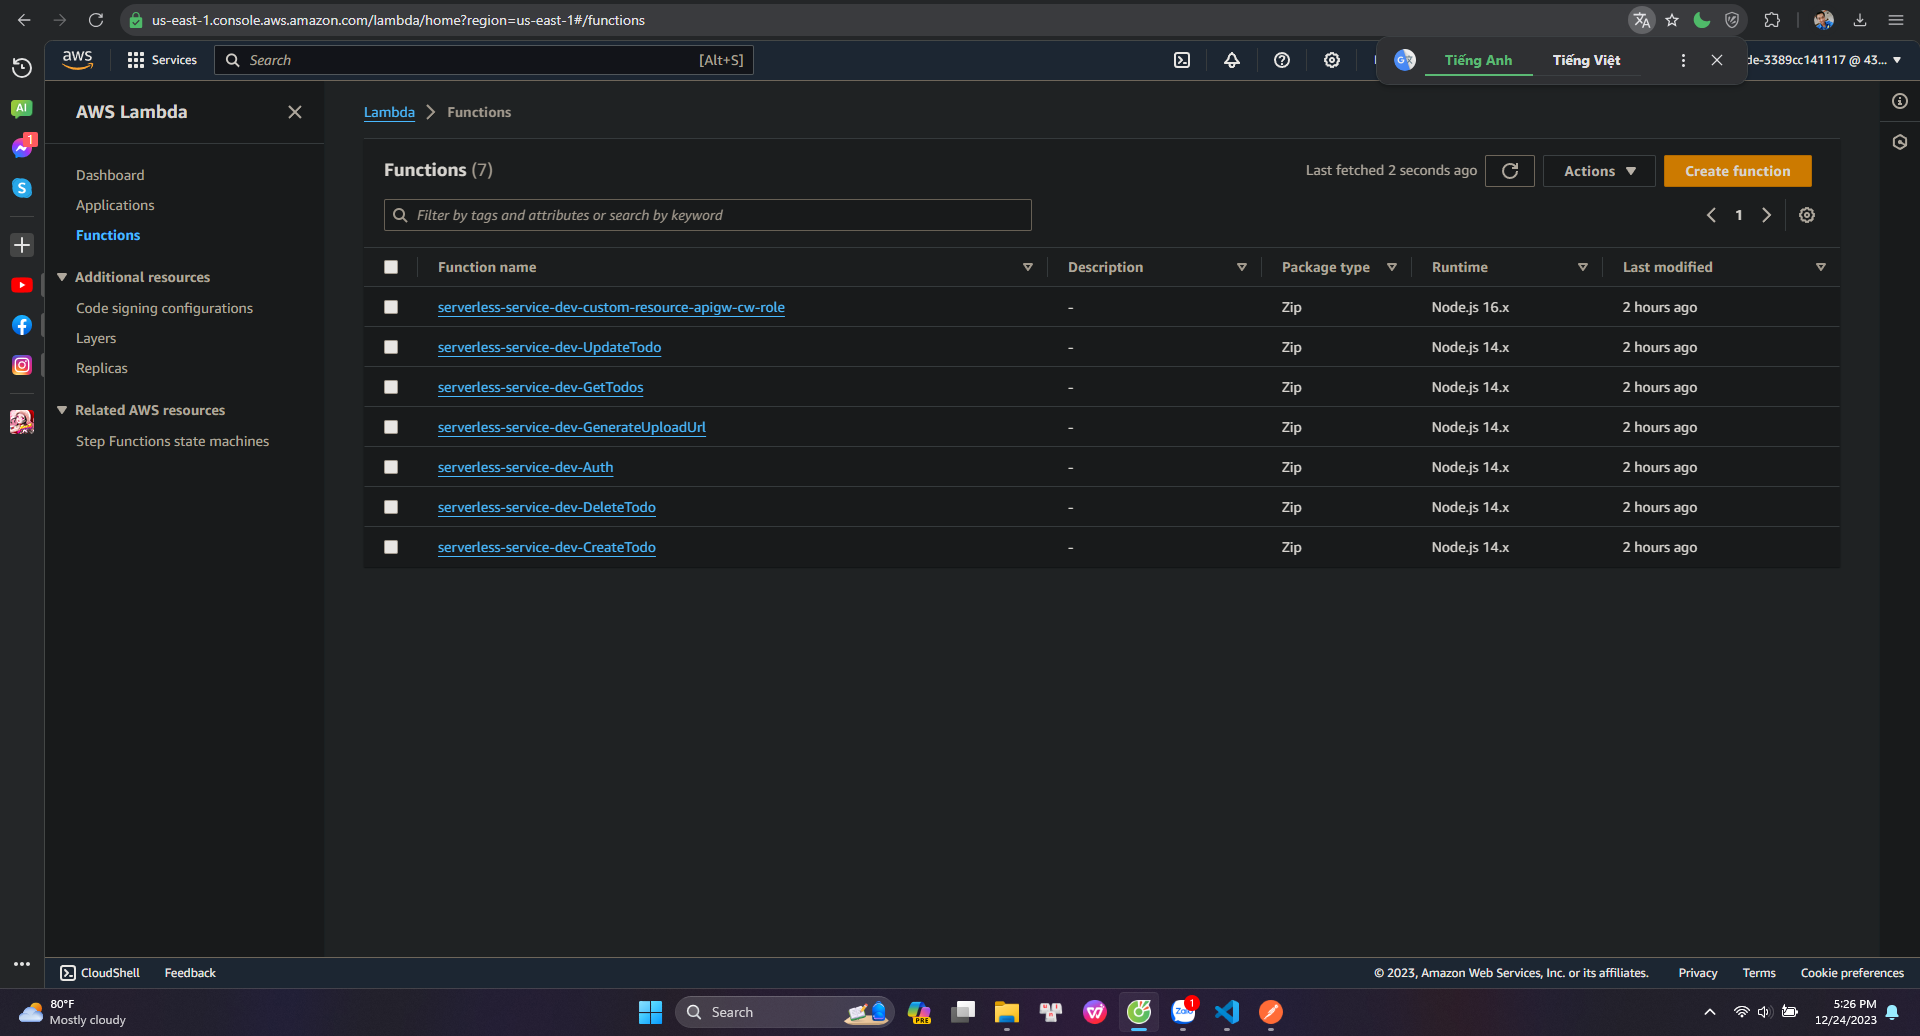 us-east-1.console.aws.amazon.com/lambda/home?region=us-east-1#/functions
aws
Services
Search
[Alt+S]
Tiếng Anh
Tiếng Việt
de-3389cc141117 @ 43...
AI
1
AWS Lambda
Dashboard
Applications
Functions
Additional resources
Code signing configurations
Layers
Replicas
Related AWS resources
Step Functions state machines
Lambda
Functions
Functions (7)
Last fetched 2 seconds ago
Actions
Create function
Filter by tags and attributes or search by keyword
1
Function name Description Package type Runtime Last modified
serverless-service-dev-custom-resource-apigw-cw-role - Zip Node.js 16.x 2 hours ago
serverless-service-dev-UpdateTodo - Zip Node.js 14.x 2 hours ago
serverless-service-dev-GetTodos - Zip Node.js 14.x 2 hours ago
serverless-service-dev-GenerateUploadUrl - Zip Node.js 14.x 2 hours ago
serverless-service-dev-Auth - Zip Node.js 14.x 2 hours ago
serverless-service-dev-DeleteTodo - Zip Node.js 14.x 2 hours ago
serverless-service-dev-CreateTodo - Zip Node.js 14.x 2 hours ago
CloudShell
Feedback
© 2023, Amazon Web Services, Inc. or its affiliates.
Privacy
Terms
Cookie preferences
80°F
Mostly cloudy
Search
PRE
Zalo
1
5:26 PM
12/24/2023